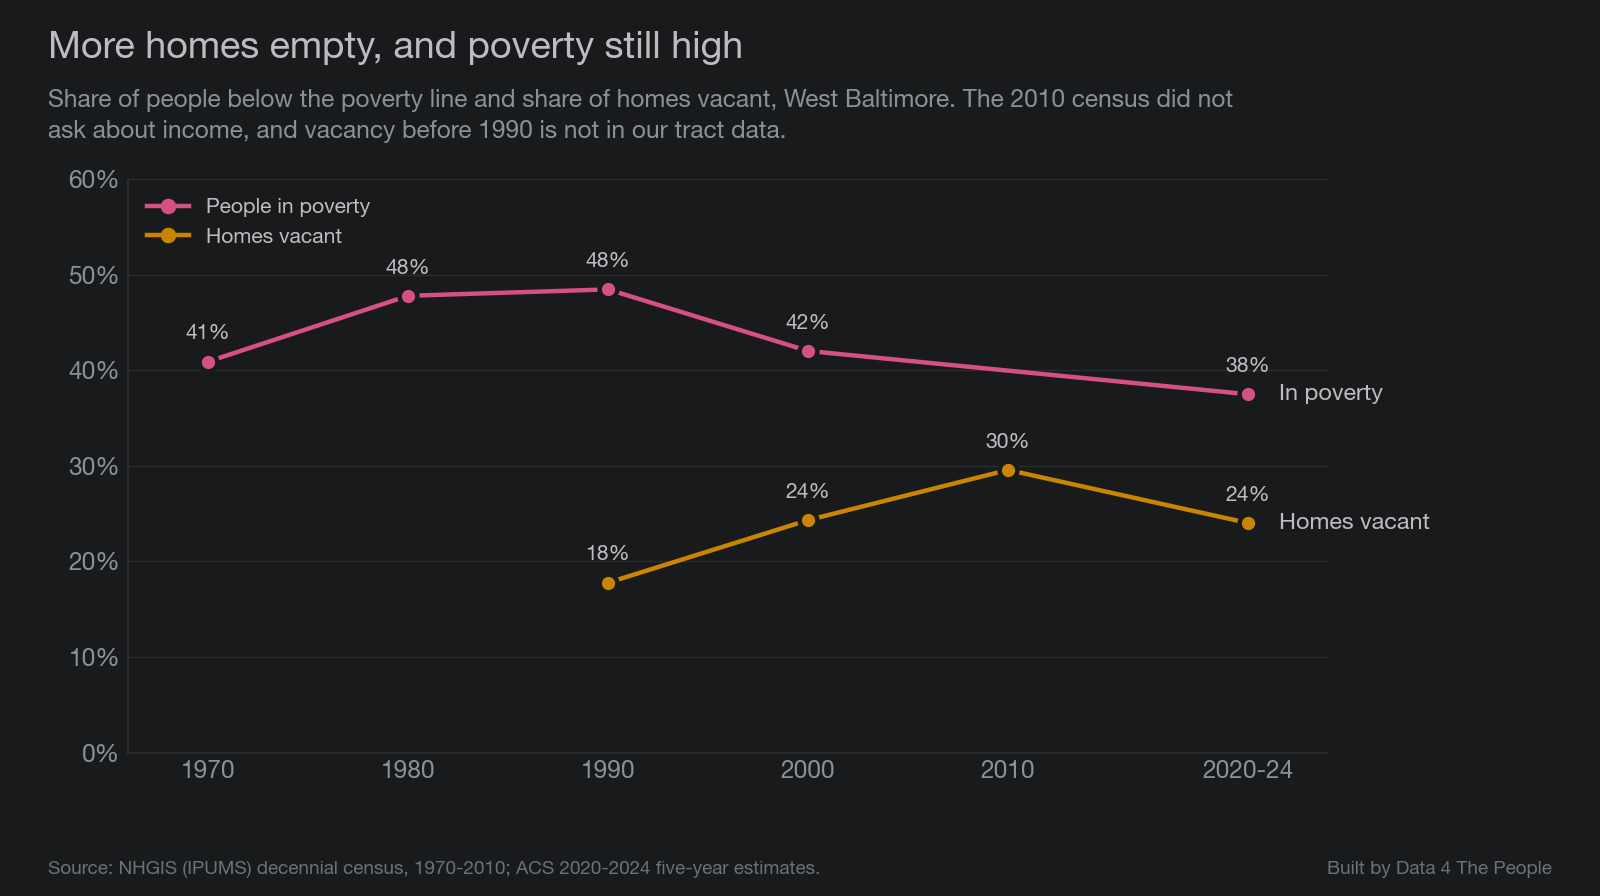 More homes empty, and poverty still high
Share of people below the poverty line and share of homes vacant, West Baltimore. The 2010 census did not
ask about income, and vacancy before 1990 is not in our tract data.
60%
People in poverty
Homes vacant
50%
48%
48%
41%
42%
40%
38%
In poverty
30%
30%
24%
24%
Homes vacant
20%
18%
10%
0%
1970
1980
1990
2000
2010
2020-24
Source: NHGIS (IPUMS) decennial census, 1970-2010; ACS 2020-2024 five-year estimates.
Built by Data 4 The People